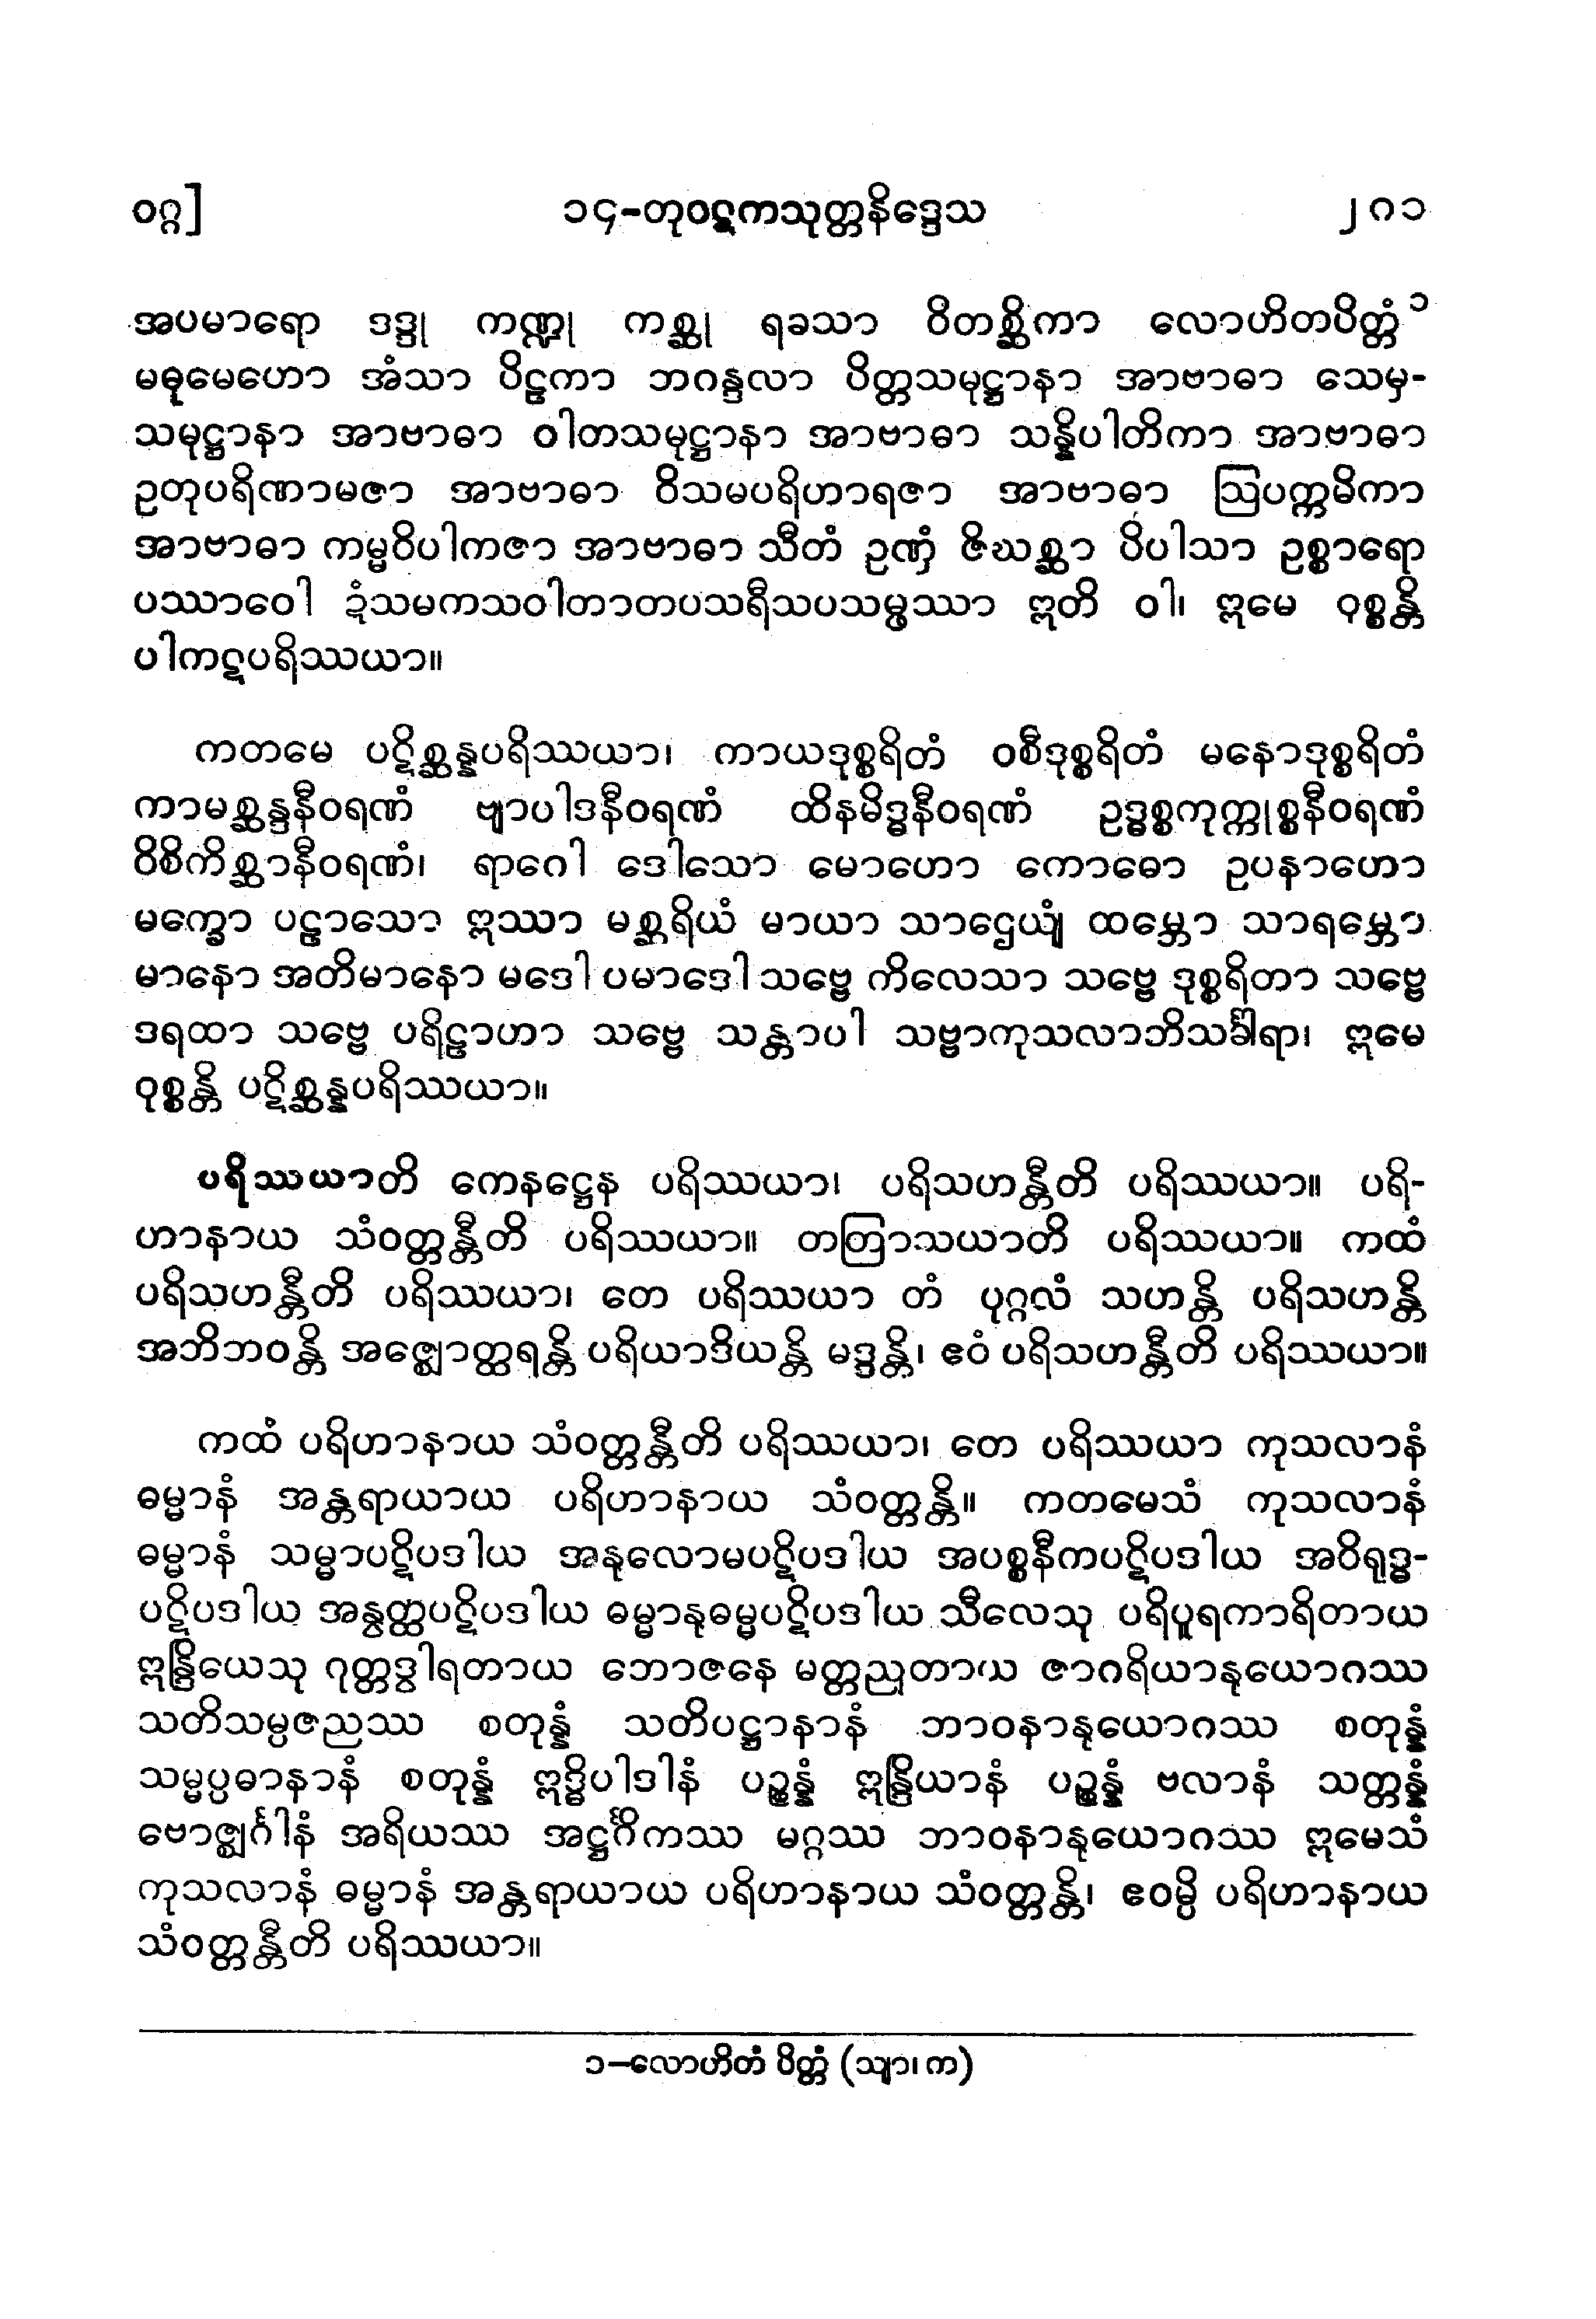 ဝဂ္ဂ] ၁၄-တုဝဋ္ဋကသုတ္တနိဒ္ဒေသ ၂၈၁
အပမာရော ဒဒ္ဒု ကဏ္ဍု ကစ္ဆု ရခသာ ဝိတစ္ဆိကာ လောဟိတပိတ္တံ ၁
မဓုမေဟော အံသာ ပိဠကာ ဘဂန္ဒလာ ပိတ္တသမုဋ္ဌာနာ အာဗာဓာ သေမှ-
သမုဋ္ဌာနာ အာဗာဓာ ဝါတသမုဋ္ဌာနာ အာဗာဓာ သန္နိပါတိကာ အာဗာဓာ
ဥတုပရိဏာမဇာ အာဗာဓာ ဝိသမပရိဟာရဇာ အာဗာဓာ ဩပက္ကမိကာ
အာဗာဓာ ကမ္မဝိပါကဇာ အာဗာဓာ သီတံ ဥဏှံ ဇိဃစ္ဆာ ပိပါသာ ဥစ္စာရော
ပဿာဝေါ ဍံသမကသဝါတာတပသရီသပသမ္ဖဿာ ဣတိ ဝါ၊ ဣမေ ဝုစ္စန္တိ
ပါကဋပရိဿယာ။
ကတမေ ပဋိစ္ဆန္နပရိဿယာ၊ ကာယဒုစ္စရိတံ ဝစီဒုစ္စရိတံ မနောဒုစ္စရိတံ
ကာမစ္ဆန္ဒနီဝရဏံ ဗျာပါဒနီဝရဏံ ထိနမိဒ္ဓနီဝရဏံ ဥဒ္ဓစ္စကုက္ကုစ္စနီဝရဏံ
ဝိစိကိစ္ဆာနီဝရဏံ၊ ရာဂေါ ဒေါသော မောဟော ကောဓော ဥပနာဟော
မက္ခော ပဠာသော ဣဿာ မစ္ဆရိယံ မာယာ သာဌေယျံ ထမ္ဘော သာရမ္ဘော
မာနော အတိမာနော မဒေါ ပမာဒေါ သဗ္ဗေ ကိလေသာ သဗ္ဗေ ဒုစ္စရိတာ သဗ္ဗေ
ဒရထာ သဗ္ဗေ ပရိဠာဟာ သဗ္ဗေ သန္တာပါ သဗ္ဗာကုသလာဘိသင်္ခါရာ၊ ဣမေ
ဝုစ္စန္တိ ပဋိစ္ဆန္နပရိဿယာ။
ပရိဿယာတိ ကေနဋ္ဌေန ပရိဿယာ၊ ပရိသဟန္တီတိ ပရိဿယာ။ ပရိ-
ဟာနာယ သံဝတ္တန္တီတိ ပရိဿယာ။ တတြာသယာတိ ပရိဿယာ။ ကထံ
ပရိသဟန္တီတိ ပရိဿယာ၊ တေ ပရိဿယာ တံ ပုဂ္ဂလံ သဟန္တိ ပရိသဟန္တိ
အဘိဘဝန္တိ အဇ္ဈောတ္ထရန္တိ ပရိယာဒိယန္တိ မဒ္ဒန္တိ၊ ဧဝံ ပရိသဟန္တီတိ ပရိဿယာ။
ကထံ ပရိဟာနာယ သံဝတ္တန္တီတိ ပရိဿယာ၊ တေ ပရိဿယာ ကုသလာနံ
ဓမ္မာနံ အန္တရာယာယ ပရိဟာနာယ သံဝတ္တန္တိ။ ကတမေသံ ကုသလာနံ
ဓမ္မာနံ သမ္မာပဋိပဒါယ အနုလောမပဋိပဒါယ အပစ္စနီကပဋိပဒါယ အဝိရုဒ္ဓ-
ပဋိပဒါယ အနွတ္ထပဋိပဒါယ ဓမ္မာနုဓမ္မပဋိပဒါယ သီလေသု ပရိပူရကာရိတာယ
ဣန္ဒြိယေသု ဂုတ္တဒွါရတာယ ဘောဇနေ မတ္တညုတာယ ဇာဂရိယာနုယောဂဿ
သတိသမ္ပဇညဿ စတုန္နံ သတိပဋ္ဌာနာနံ ဘာဝနာနုယောဂဿ စတုန္နံ
သမ္မပ္ပဓာနာနံ စတုန္နံ ဣဒ္ဓိပါဒါနံ ပဉ္စန္နံ ဣန္ဒြိယာနံ ပဉ္စန္နံ ဗလာနံ သတ္တန္နံ
ဗောဇ္ဈင်္ဂါနံ အရိယဿ အဋ္ဌင်္ဂိကဿ မဂ္ဂဿ ဘာဝနာနုယောဂဿ ဣမေသံ
ကုသလာနံ ဓမ္မာနံ အန္တရာယာယ ပရိဟာနာယ သံဝတ္တန္တိ၊ ဧဝမ္ပိ ပရိဟာနာယ
သံဝတ္တန္တီတိ ပရိဿယာ။
၁–လောဟိတံ ပိတ္တံ (သျာ၊ က)